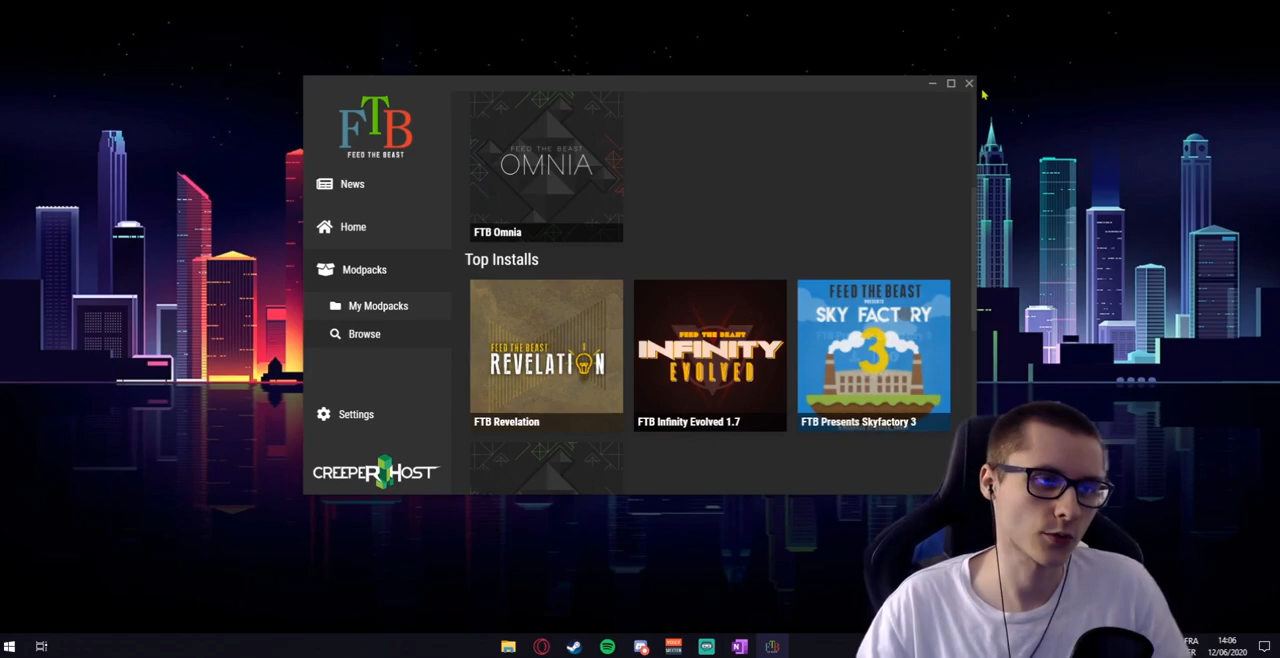 FTB
FEED THE BEAST
News
Home
Modpacks
My Modpacks
Browse
Settings
CREEPERHOST
FEED THE BEAST
OMNIA
FTB Omnia
Top Installs
FEED THE BEAST
REVELATION
FTB Revelation
FEED THE BEAST
INFINITY
EVOLVED
FTB Infinity Evolved 1.7
FEED THE BEAST
PRESENTS
SKY FACTORY
3
FTB Presents Skyfactory 3
FRA
14:06
12/06/2020